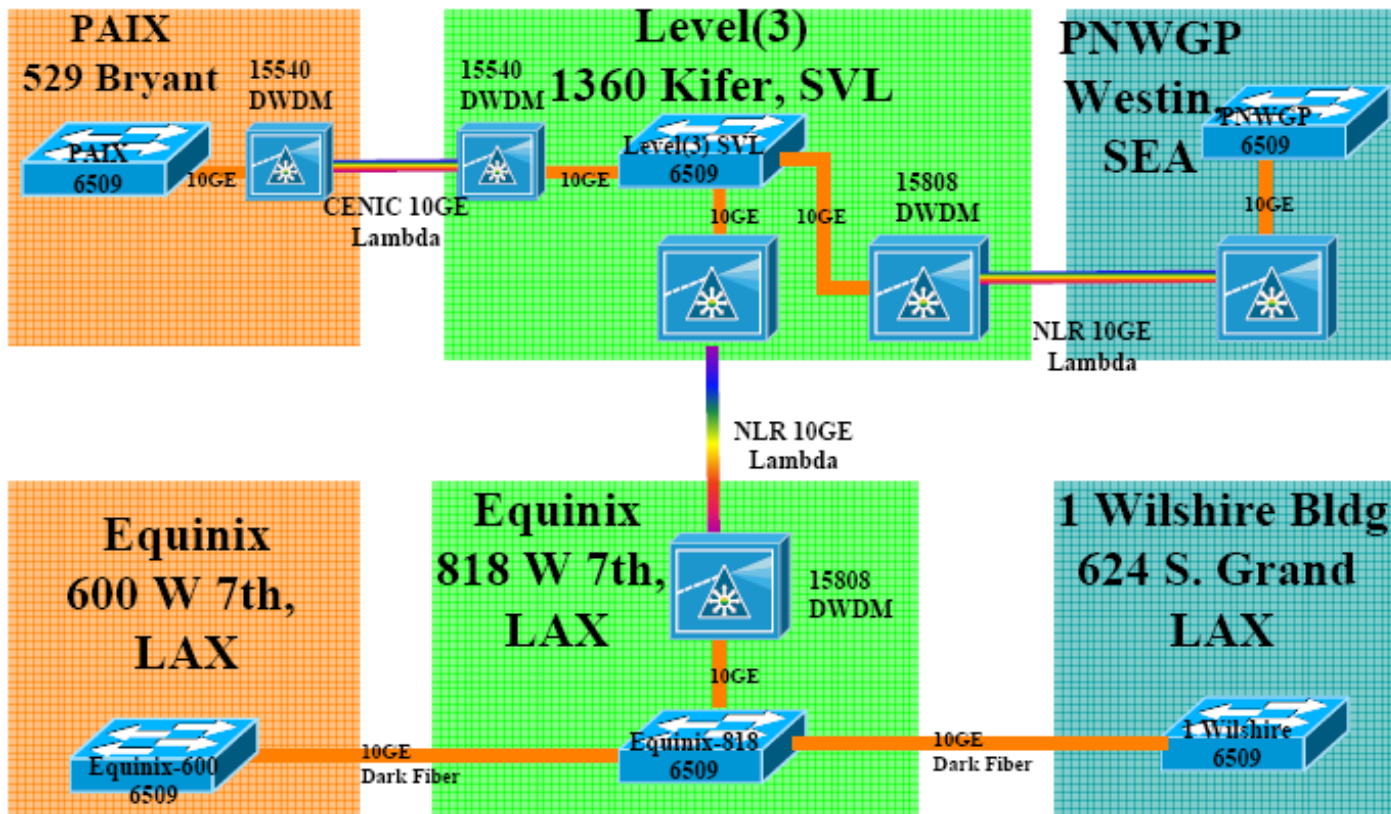 PAIX
529 Bryant
15540
DWDM
PAIX
6509
10GE
CENIC 10GE
Lambda
Level(3)
1360 Kifer, SVL
15540
DWDM
10GE
Level(3) SVL
6509
10GE
10GE
15808
DWDM
PNWGP
Westin,
SEA
PNWGP
6509
10GE
NLR 10GE
Lambda
NLR 10GE
Lambda
Equinix
600 W 7th,
LAX
Equinix-600
6509
10GE
Dark Fiber
Equinix
818 W 7th,
LAX
15808
DWDM
10GE
Equinix-818
6509
10GE
Dark Fiber
1 Wilshire Bldg
624 S. Grand
LAX
1 Wilshire
6509